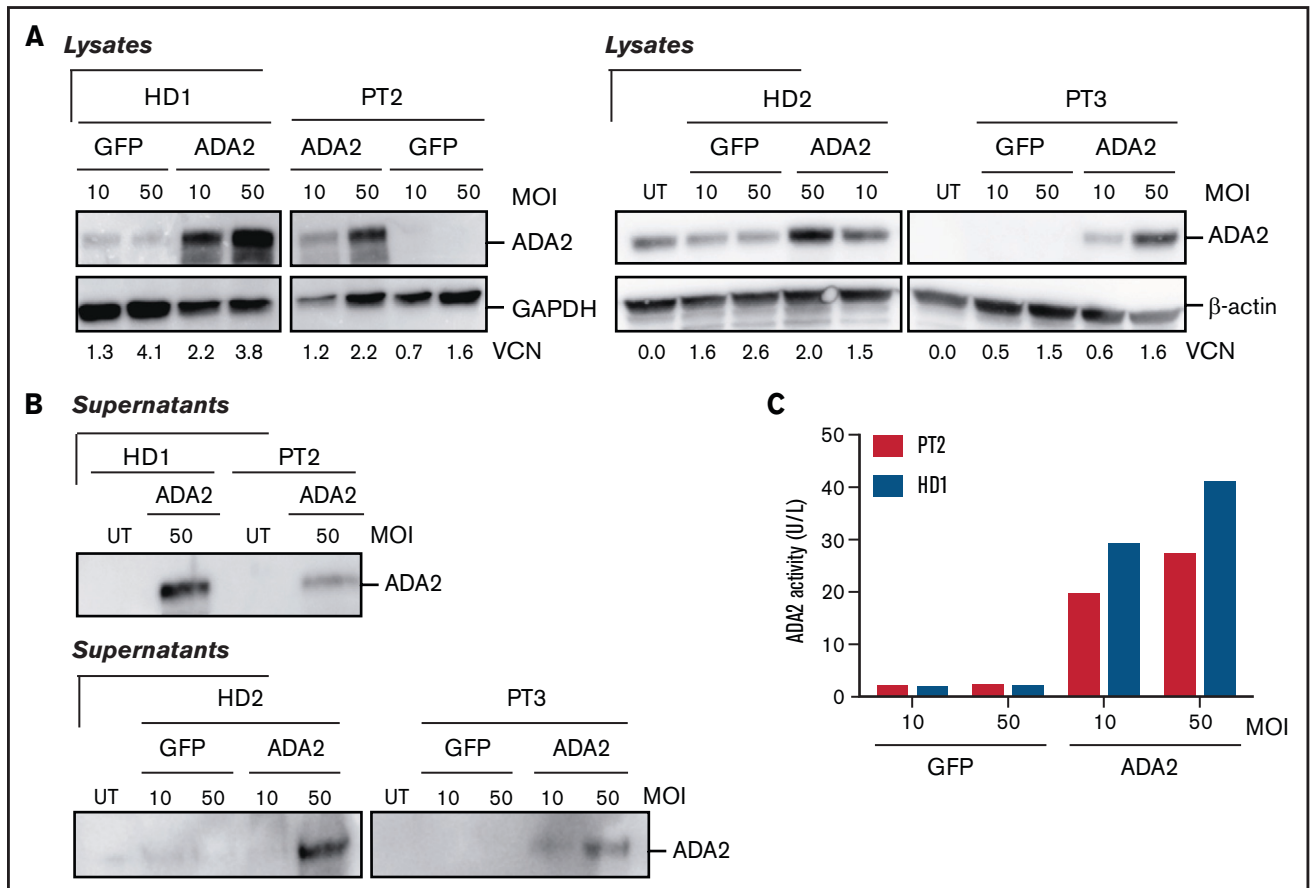 A
Lysates
HD1 PT2
GFP ADA2 ADA2 GFP
10 50 10 50 10 50 10 50 MOI
ADA2
GAPDH
1.3 4.1 2.2 3.8 1.2 2.2 0.7 1.6 VCN
Lysates
HD2 PT3
GFP ADA2 GFP ADA2
UT 10 50 50 10 UT 10 50 10 50 MOI
ADA2
β-actin
0.0 1.6 2.6 2.0 1.5 0.0 0.5 1.5 0.6 1.6 VCN
B
Supernatants
HD1 PT2
ADA2 ADA2
UT 50 UT 50 MOI
ADA2
Supernatants
HD2 PT3
GFP ADA2 GFP ADA2
UT 10 50 10 50 UT 10 50 10 50 MOI
ADA2
C
ADA2 activity (U/L)
50
40
30
20
10
0
PT2
HD1
10 50 10 50 MOI
GFP ADA2